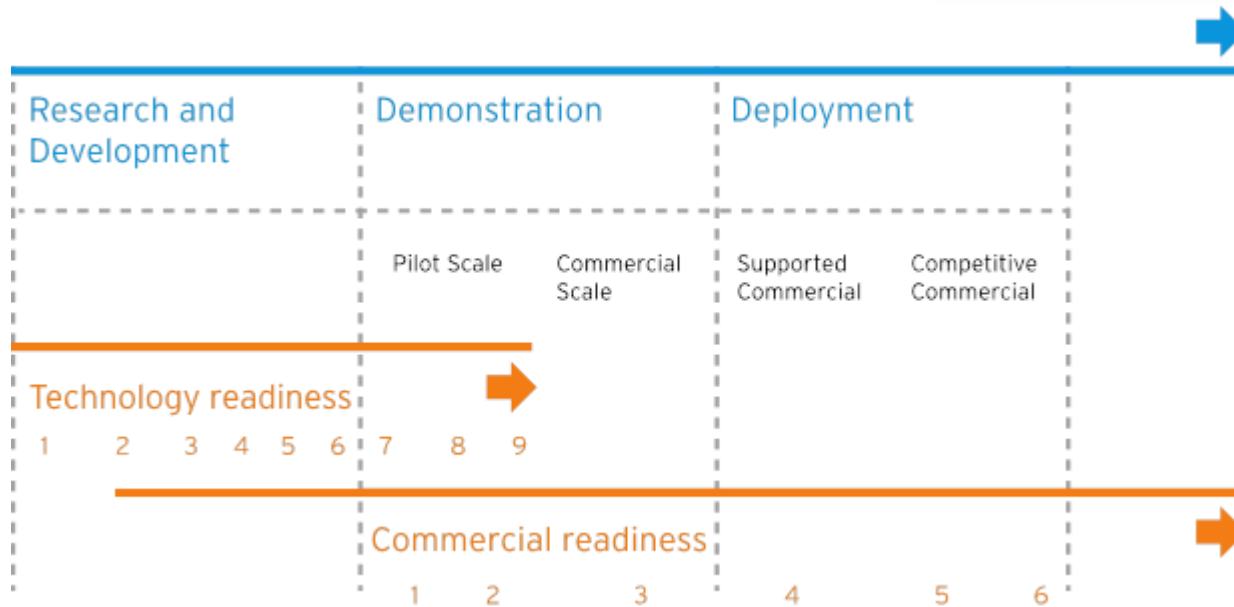 Research and
Development
Demonstration
Deployment
Pilot Scale
Commercial
Scale
Supported
Commercial
Competitive
Commercial
Technology readiness
1 2 3 4 5 6 7 8 9
Commercial readiness
1 2 3 4 5 6